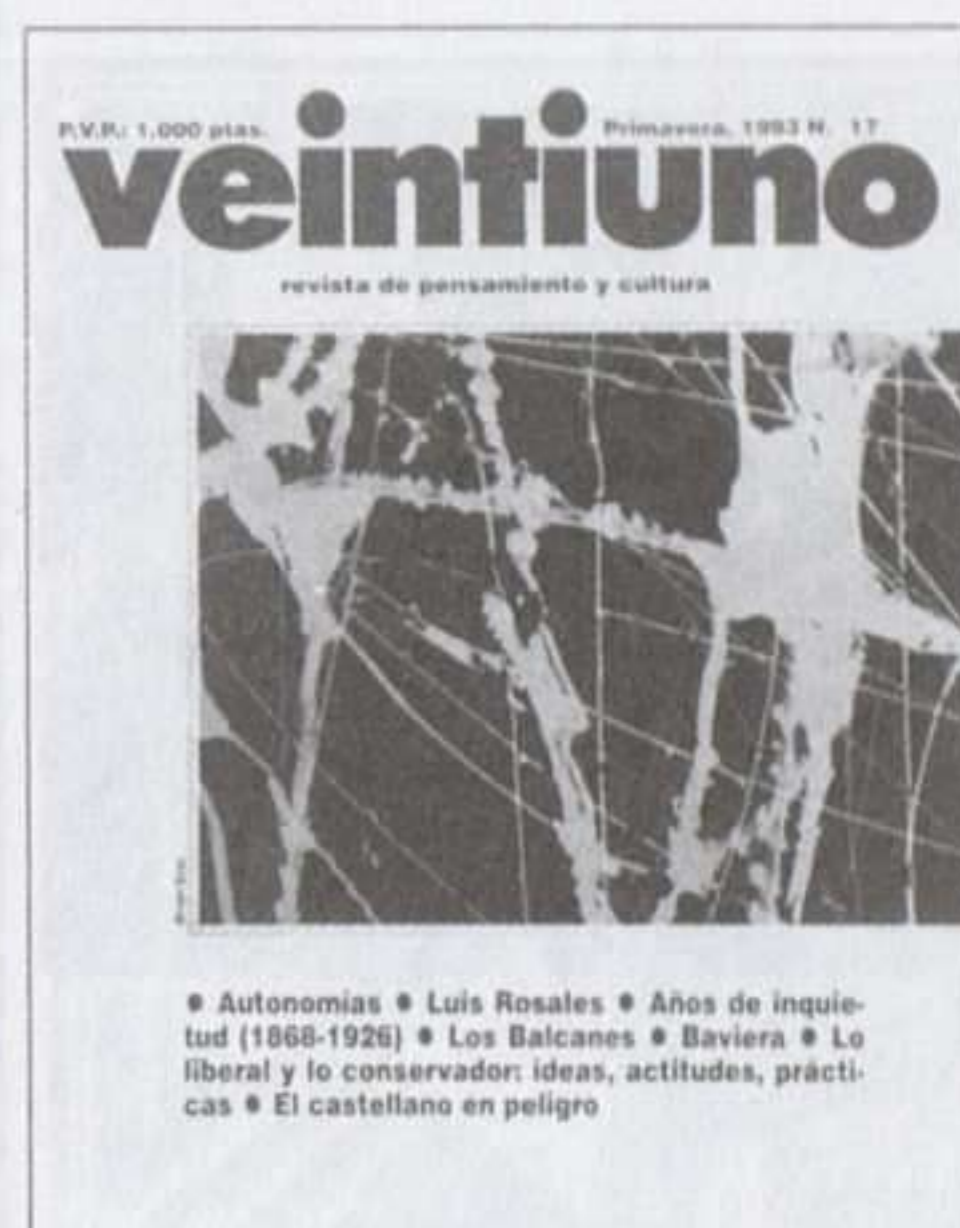 P.V.P.: 1.000 ptas.
Primavera, 1993 N. 17
veintiuno
revista de pensamiento y cultura
● Autonomías ● Luis Rosales ● Años de inquie-
tud (1868-1926) ● Los Balcanes ● Baviera ● Lo
liberal y lo conservador: ideas, actitudes, prácti-
cas ● El castellano en peligro